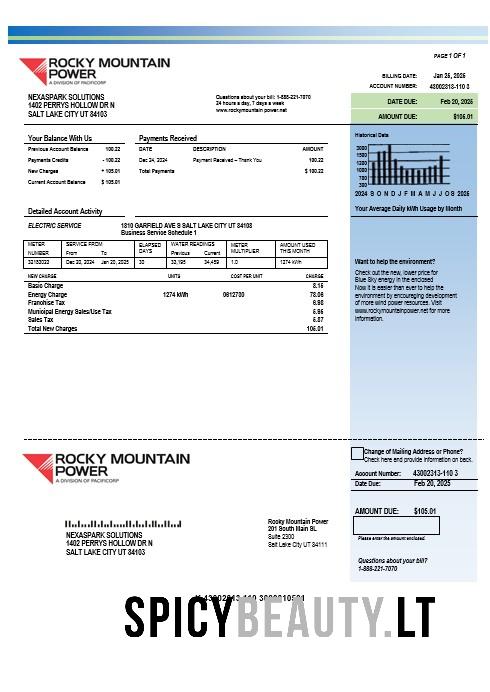 PAGE 1 OF 1
ROCKY MOUNTAIN
POWER
A DIVISION OF PACIFICORP
BILLING DATE: Jan 25, 2025
ACCOUNT NUMBER: 43002313-110 3
NEXASPARK SOLUTIONS
1402 PERRYS HOLLOW DR N
SALT LAKE CITY UT 84103
Questions about your bill: 1-888-221-7070
24 hours a day, 7 days a week
www.rockymountainpower.net
DATE DUE: Feb 20, 2025
AMOUNT DUE: $105.01
Your Balance With Us
Previous Account Balance 100.22
Payments Credits - 100.22
New Charges + 105.01
Current Account Balance $ 105.01
Payments Received
DATE DESCRIPTION AMOUNT
Dec 24, 2024 Payment Received – Thank You 100.22
Total Payments $ 100.22
Historical Data
2024 S O N D J F M A M J J O S 2025
Your Average Daily kWh Usage by Month
Detailed Account Activity
ELECTRIC SERVICE 1810 GARFIELD AVE S SALT LAKE CITY UT 84108
Business Service Schedule 1
METER NUMBER SERVICE FROM From To ELAPSED DAYS WATER READINGS Previous Current METER MULTIPLIER AMOUNT USED THIS MONTH
Dec 20, 2024 Jan 20, 2025 30 33,195 34,469 1.0 1274 kWh
NEW CHARGE UNITS COST PER UNIT CHARGE
Basic Charge 8.15
Energy Charge 1274 kWh 0612730 78.06
Franchise Tax 6.98
Municipal Energy Sales/Use Tax 5.95
Sales Tax 5.87
Total New Charges 105.01
Want to help the environment?
Check out the new, lower price for
Blue Sky energy in the enclosed
Now it is easier than ever to help the
environment by encouraging development
of more wind power resources. Visit
www.rockymountainpower.net for more
information.
ROCKY MOUNTAIN
POWER
A DIVISION OF PACIFICORP
Change of Mailing Address or Phone?
Check here and provide information on back.
Account Number: 43002313-110 3
Date Due: Feb 20, 2025
AMOUNT DUE: $105.01
Please enter the amount enclosed.
Questions about your bill?
1-888-221-7070
NEXASPARK SOLUTIONS
1402 PERRYS HOLLOW DR N
SALT LAKE CITY UT 84103
Rocky Mountain Power
201 South Main St.
Suite 2300
Salt Lake City UT 84111
SPICYBEAUTY.LT